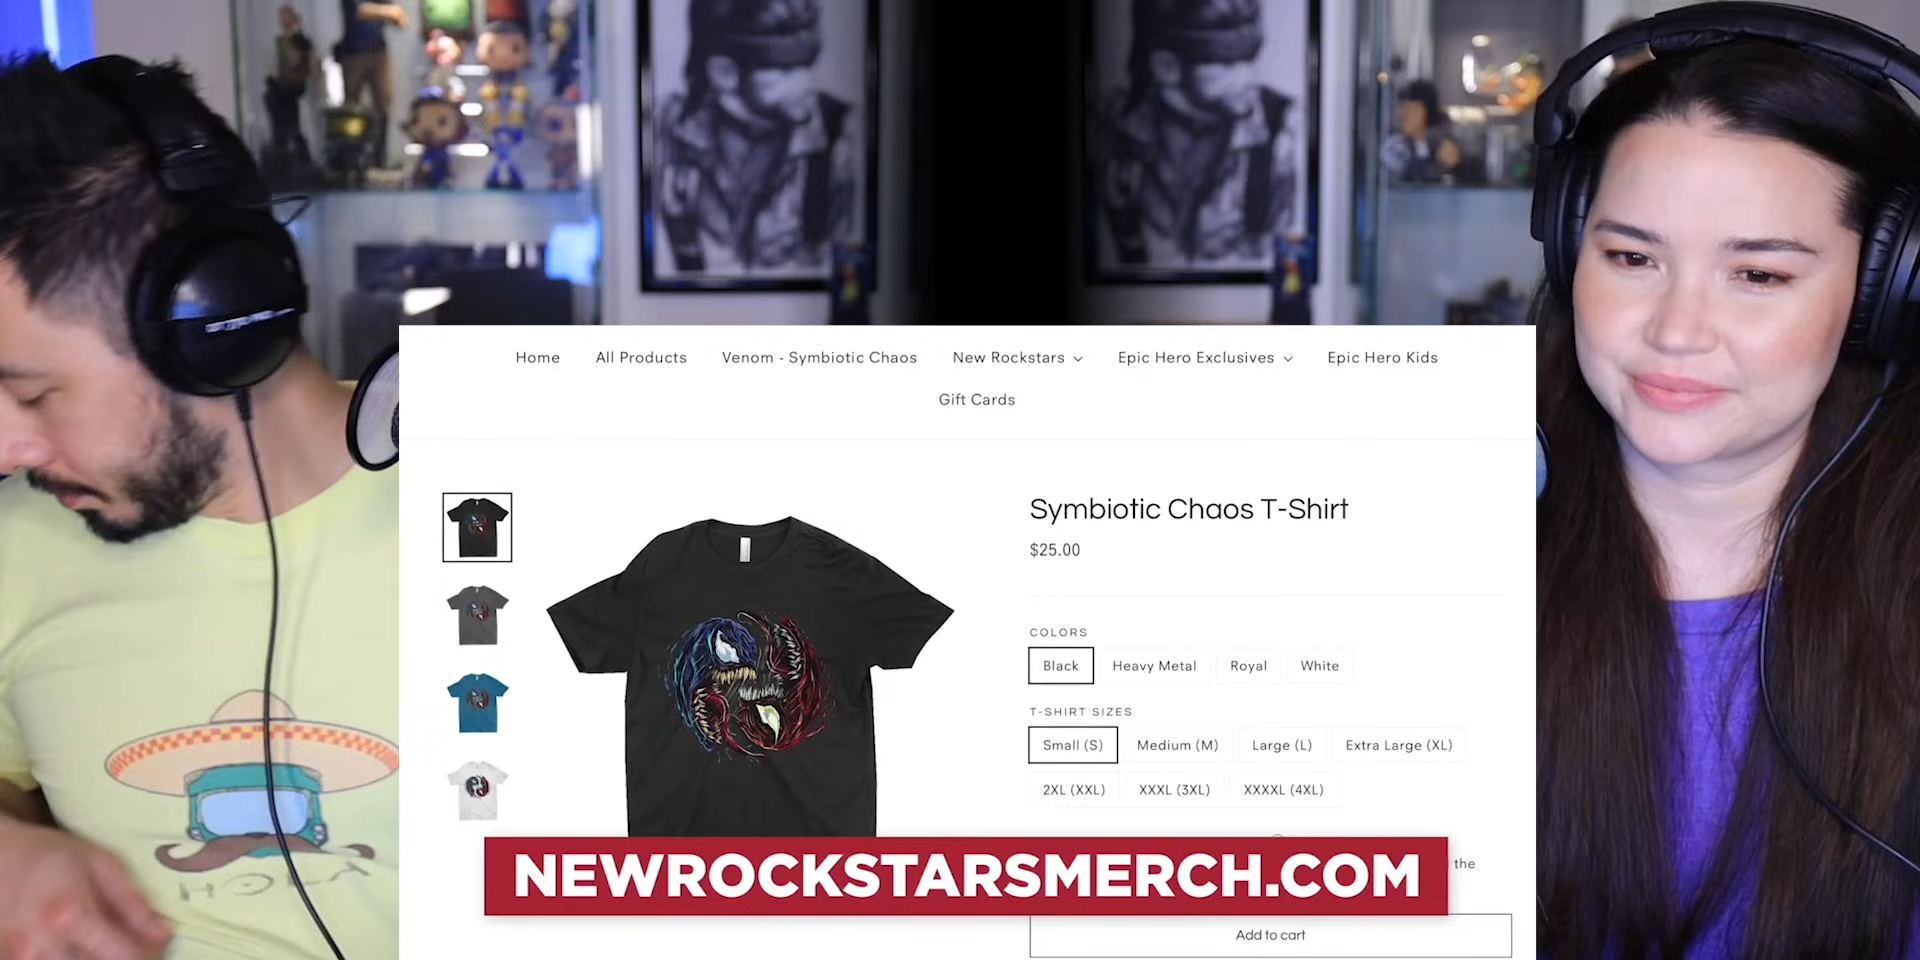 Home All Products Venom - Symbiotic Chaos New Rockstars Epic Hero Exclusives Epic Hero Kids
Gift Cards
Symbiotic Chaos T-Shirt
$25.00
COLORS
Black Heavy Metal Royal White
T-SHIRT SIZES
Small (S) Medium (M) Large (L) Extra Large (XL)
2XL (XXL) XXXL (3XL) XXXXL (4XL)
the
NEWROCKSTARSMERCH.COM
Add to cart